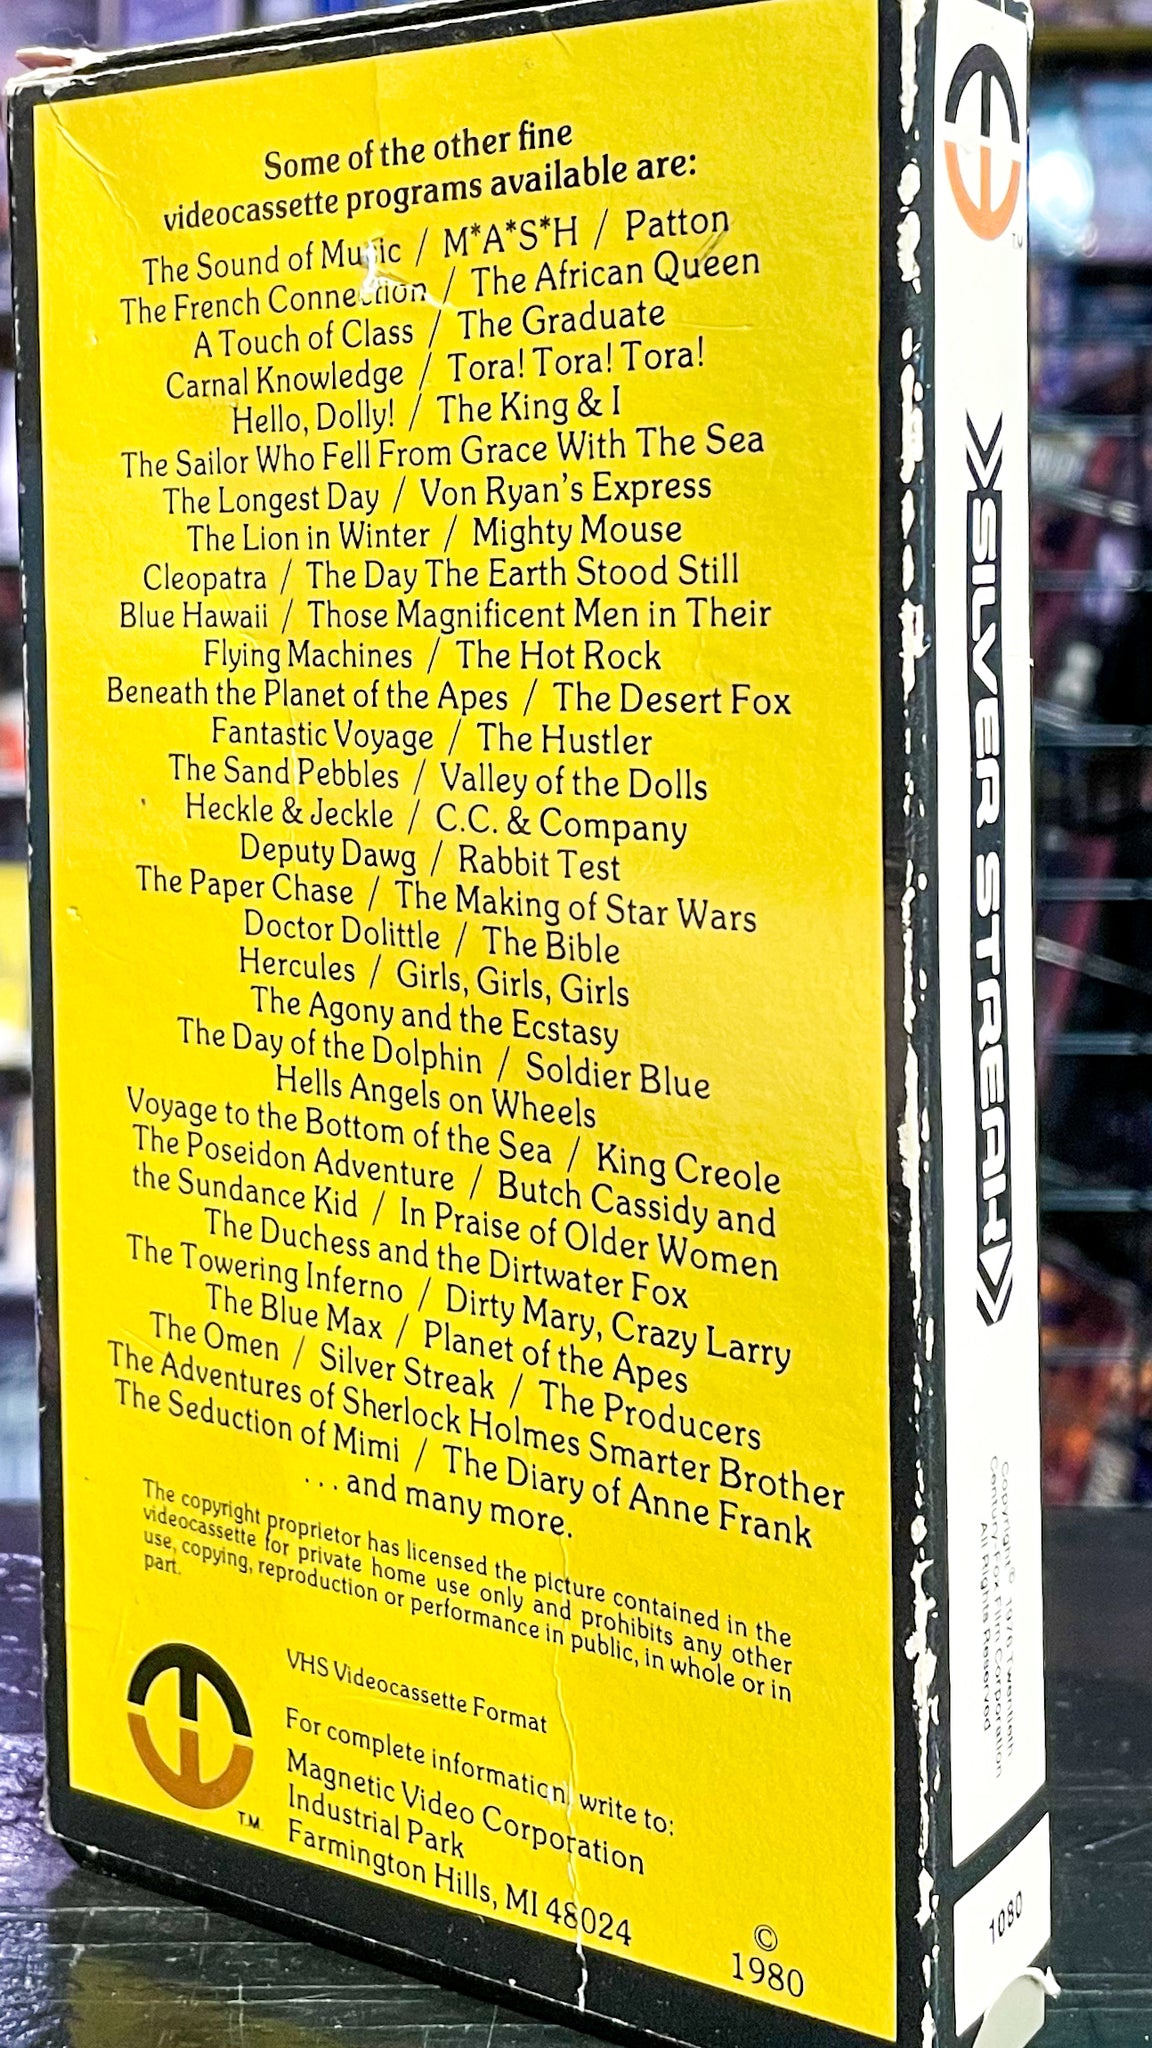 Some of the other fine
videocassette programs available are:
The Sound of Music / M*A*S*H / Patton
The French Connection / The African Queen
A Touch of Class / The Graduate
Carnal Knowledge / Tora! Tora! Tora!
Hello, Dolly! / The King & I
The Sailor Who Fell From Grace With The Sea
The Longest Day / Von Ryan's Express
The Lion in Winter / Mighty Mouse
Cleopatra / The Day The Earth Stood Still
Blue Hawaii / Those Magnificent Men in Their
Flying Machines / The Hot Rock
Beneath the Planet of the Apes / The Desert Fox
Fantastic Voyage / The Hustler
The Sand Pebbles / Valley of the Dolls
Heckle & Jeckle / C.C. & Company
Deputy Dawg / Rabbit Test
The Paper Chase / The Making of Star Wars
Doctor Dolittle / The Bible
Hercules / Girls, Girls, Girls
The Agony and the Ecstasy
The Day of the Dolphin / Soldier Blue
Hells Angels on Wheels
Voyage to the Bottom of the Sea / King Creole
The Poseidon Adventure / Butch Cassidy and
the Sundance Kid / In Praise of Older Women
The Duchess and the Dirtwater Fox
The Towering Inferno / Dirty Mary, Crazy Larry
The Blue Max / Planet of the Apes
The Omen / Silver Streak / The Producers
The Adventures of Sherlock Holmes Smarter Brother
The Seduction of Mimi / The Diary of Anne Frank
. . . and many more.
The copyright proprietor has licensed the picture contained in the
videocassette for private home use only and prohibits any other
use, copying, reproduction or performance in public, in whole or in
part.
VHS Videocassette Format
For complete information, write to:
Magnetic Video Corporation
Industrial Park
Farmington Hills, MI 48024
T.M.
©
1980
T.M.
SILVER STREAK
Copyright © 1976 Twentieth
Century-Fox Film Corporation
All Rights Reserved
1080